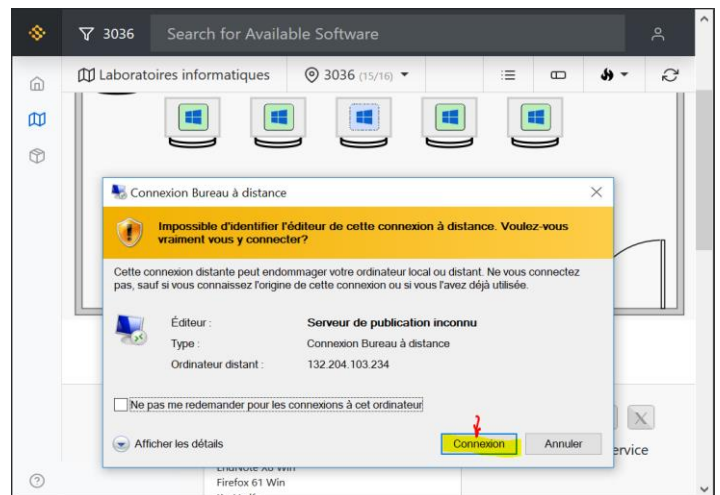 3036
Search for Available Software
Laboratoires informatiques
3036 (15/16)
Connexion Bureau à distance
Impossible d'identifier l'éditeur de cette connexion à distance. Voulez-vous
vraiment vous y connecter?
Cette connexion distante peut endommager votre ordinateur local ou distant. Ne vous connectez
pas, sauf si vous connaissez l'origine de cette connexion ou si vous l'avez déjà utilisée.
Éditeur : Serveur de publication inconnu
Type : Connexion Bureau à distance
Ordinateur distant : 132.204.103.234
Ne pas me redemander pour les connexions à cet ordinateur
Afficher les détails
Connexion
Annuler
ervice
EndNote X8 Win
Firefox 61 Win